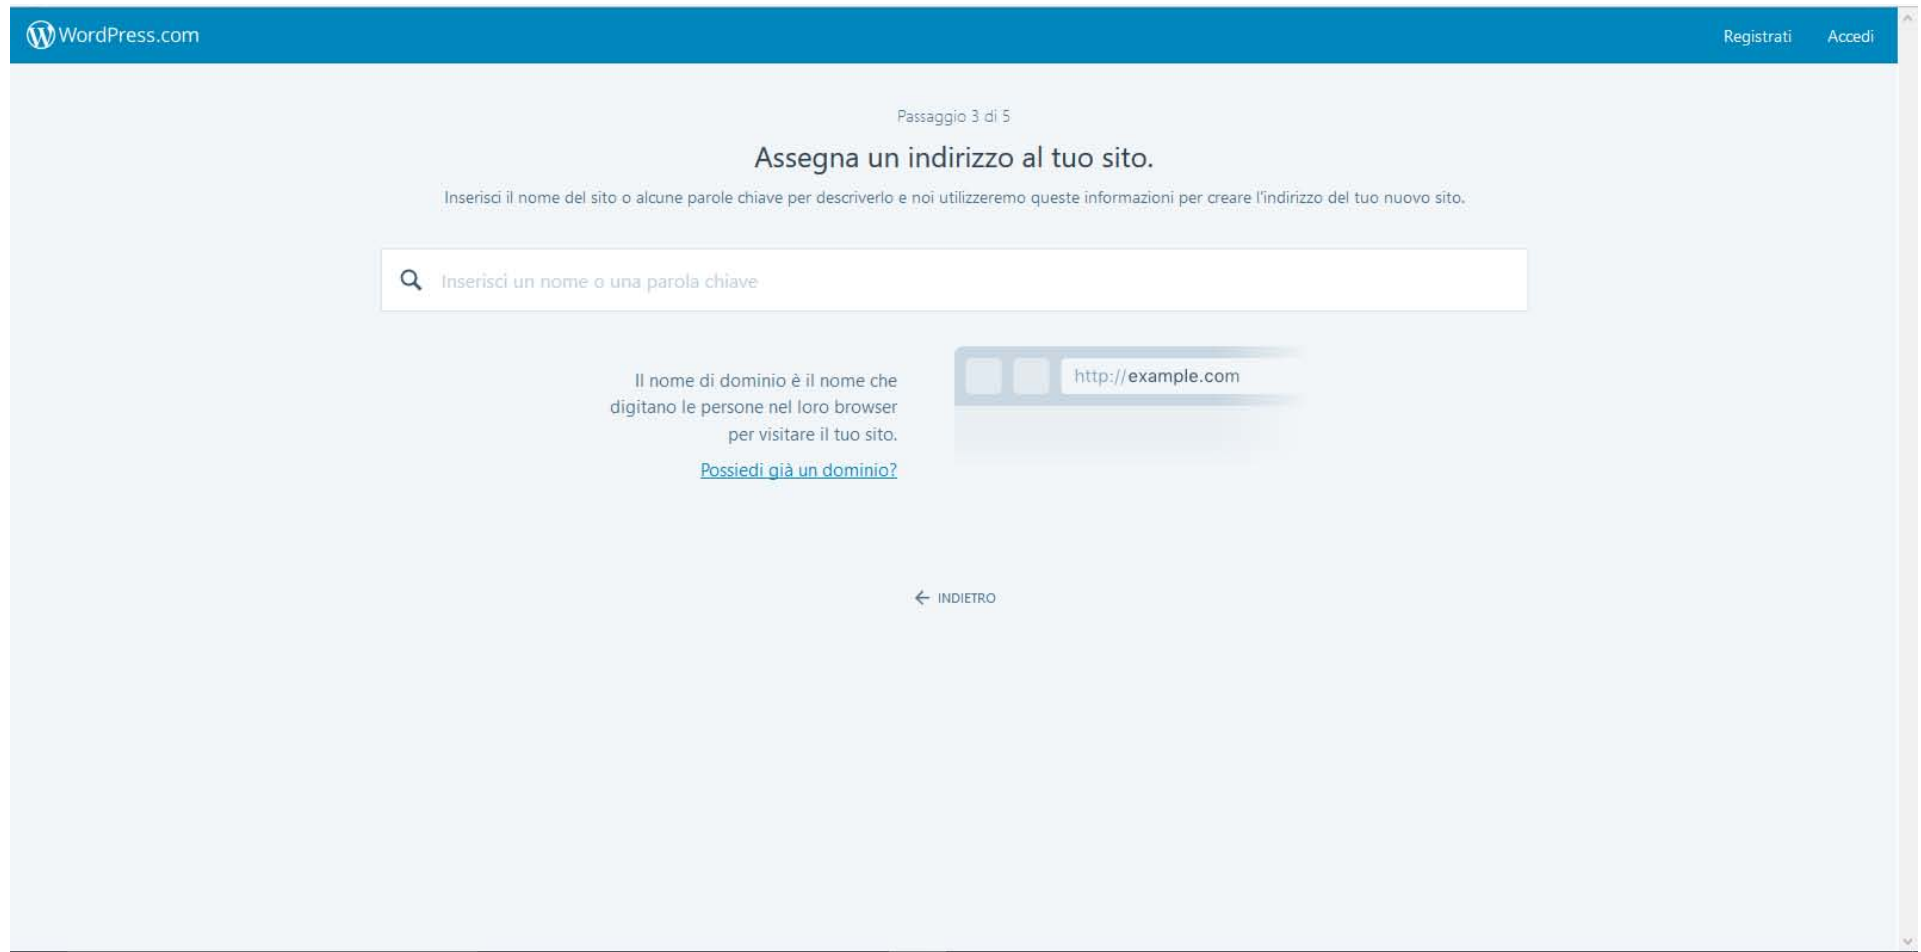 WordPress.com
Registrati Accedi
Passaggio 3 di 5
Assegna un indirizzo al tuo sito.
Inserisci il nome del sito o alcune parole chiave per descriverlo e noi utilizzeremo queste informazioni per creare l'indirizzo del tuo nuovo sito.
Inserisci un nome o una parola chiave
Il nome di dominio è il nome che
digitano le persone nel loro browser
per visitare il tuo sito.
Possiedi già un dominio?
http://example.com
← INDIETRO